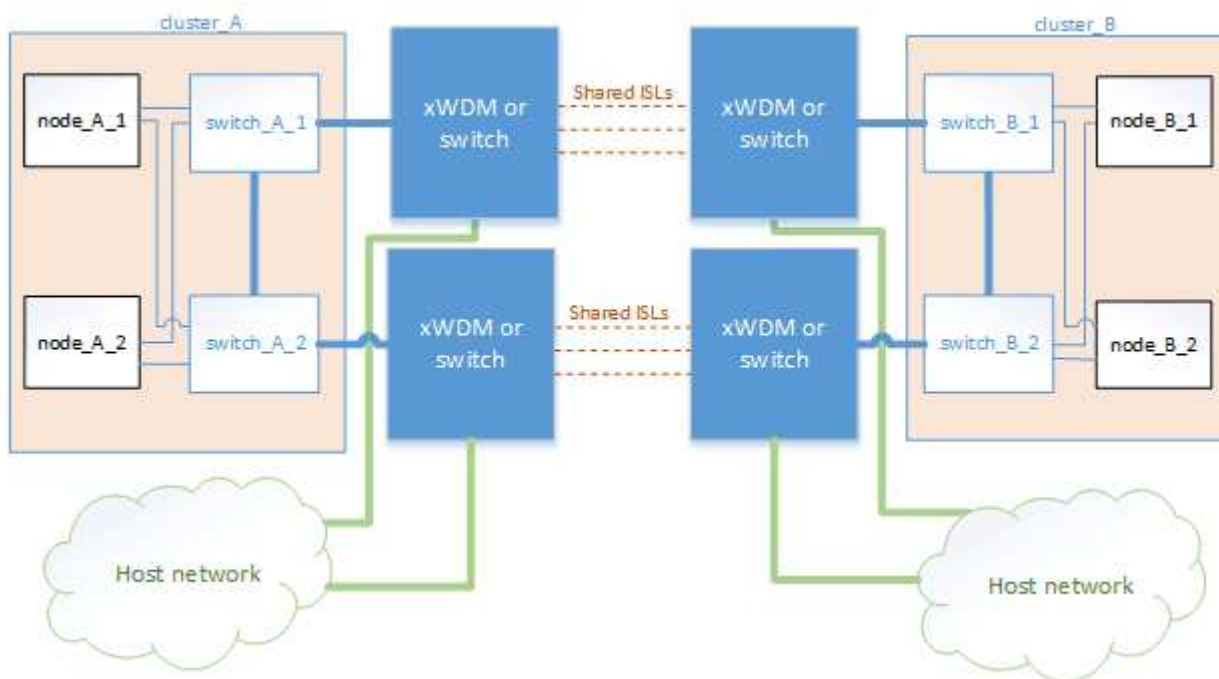 cluster_A
cluster_B
node_A_1
switch_A_1
xWDM or
switch
Shared ISLs
xWDM or
switch
switch_B_1
node_B_1
node_A_2
switch_A_2
xWDM or
switch
Shared ISLs
xWDM or
switch
switch_B_2
node_B_2
Host network
Host network